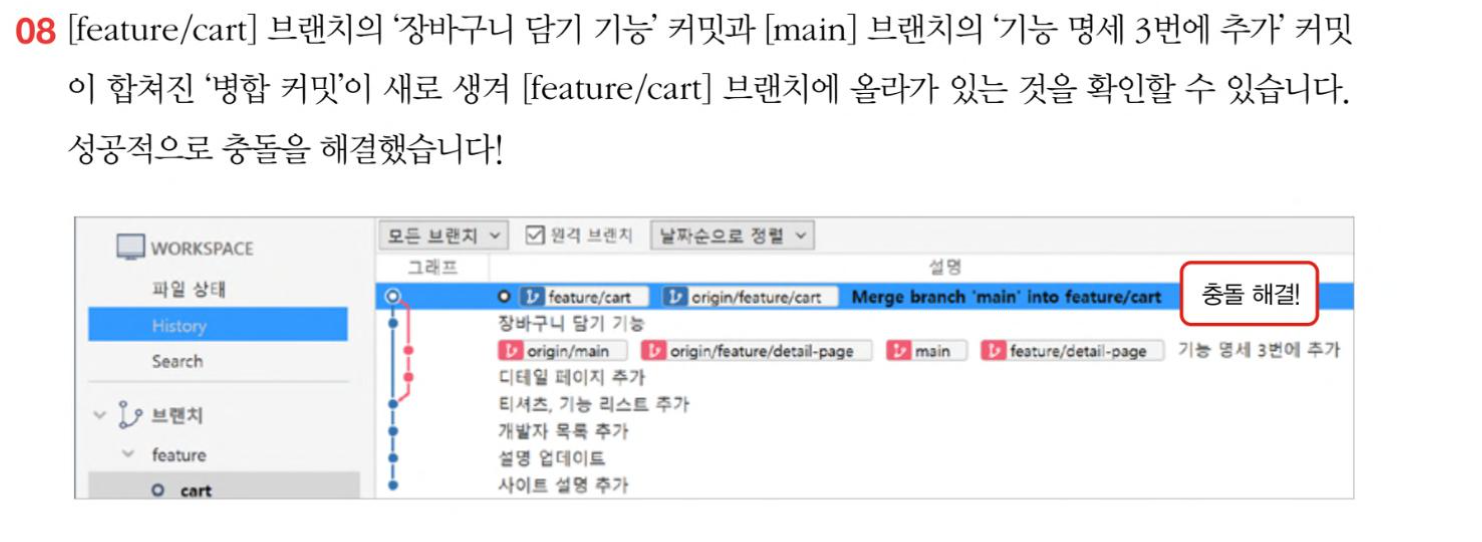 08 [feature/cart] 브랜치의 ‘장바구니 담기 기능’ 커밋과 [main] 브랜치의 ‘기능 명세 3번에 추가’ 커밋
이 합쳐진 ‘병합 커밋’이 새로 생겨 [feature/cart] 브랜치에 올라가 있는 것을 확인할 수 있습니다.
성공적으로 충돌을 해결했습니다!
WORKSPACE
파일 상태
History
Search
브랜치
feature
cart
모든 브랜치 원격 브랜치 날짜순으로 정렬
그래프 설명
feature/cart origin/feature/cart Merge branch 'main' into feature/cart 충돌 해결!
장바구니 담기 기능
origin/main origin/feature/detail-page main feature/detail-page 기능 명세 3번에 추가
디테일 페이지 추가
티셔츠, 기능 리스트 추가
개발자 목록 추가
설명 업데이트
사이트 설명 추가